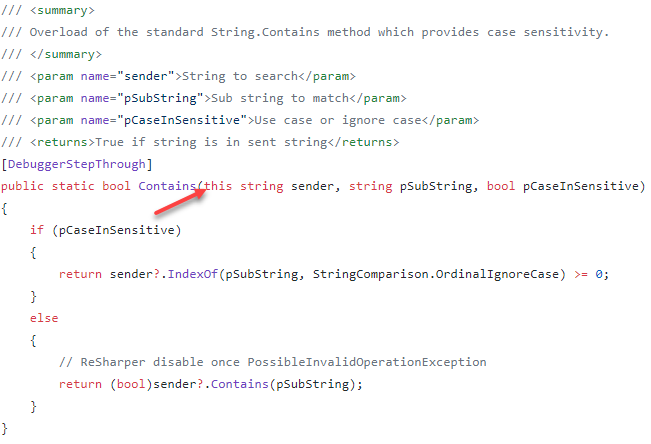 /// <summary>
/// Overload of the standard String.Contains method which provides case sensitivity.
/// </summary>
/// <param name="sender">String to search</param>
/// <param name="pSubString">Sub string to match</param>
/// <param name="pCaseInSensitive">Use case or ignore case</param>
/// <returns>True if string is in sent string</returns>
[DebuggerStepThrough]
public static bool Contains(this string sender, string pSubString, bool pCaseInSensitive)
{
    if (pCaseInSensitive)
    {
        return sender?.IndexOf(pSubString, StringComparison.OrdinalIgnoreCase) >= 0;
    }
    else
    {
        // ReSharper disable once PossibleInvalidOperationException
        return (bool)sender?.Contains(pSubString);
    }
}